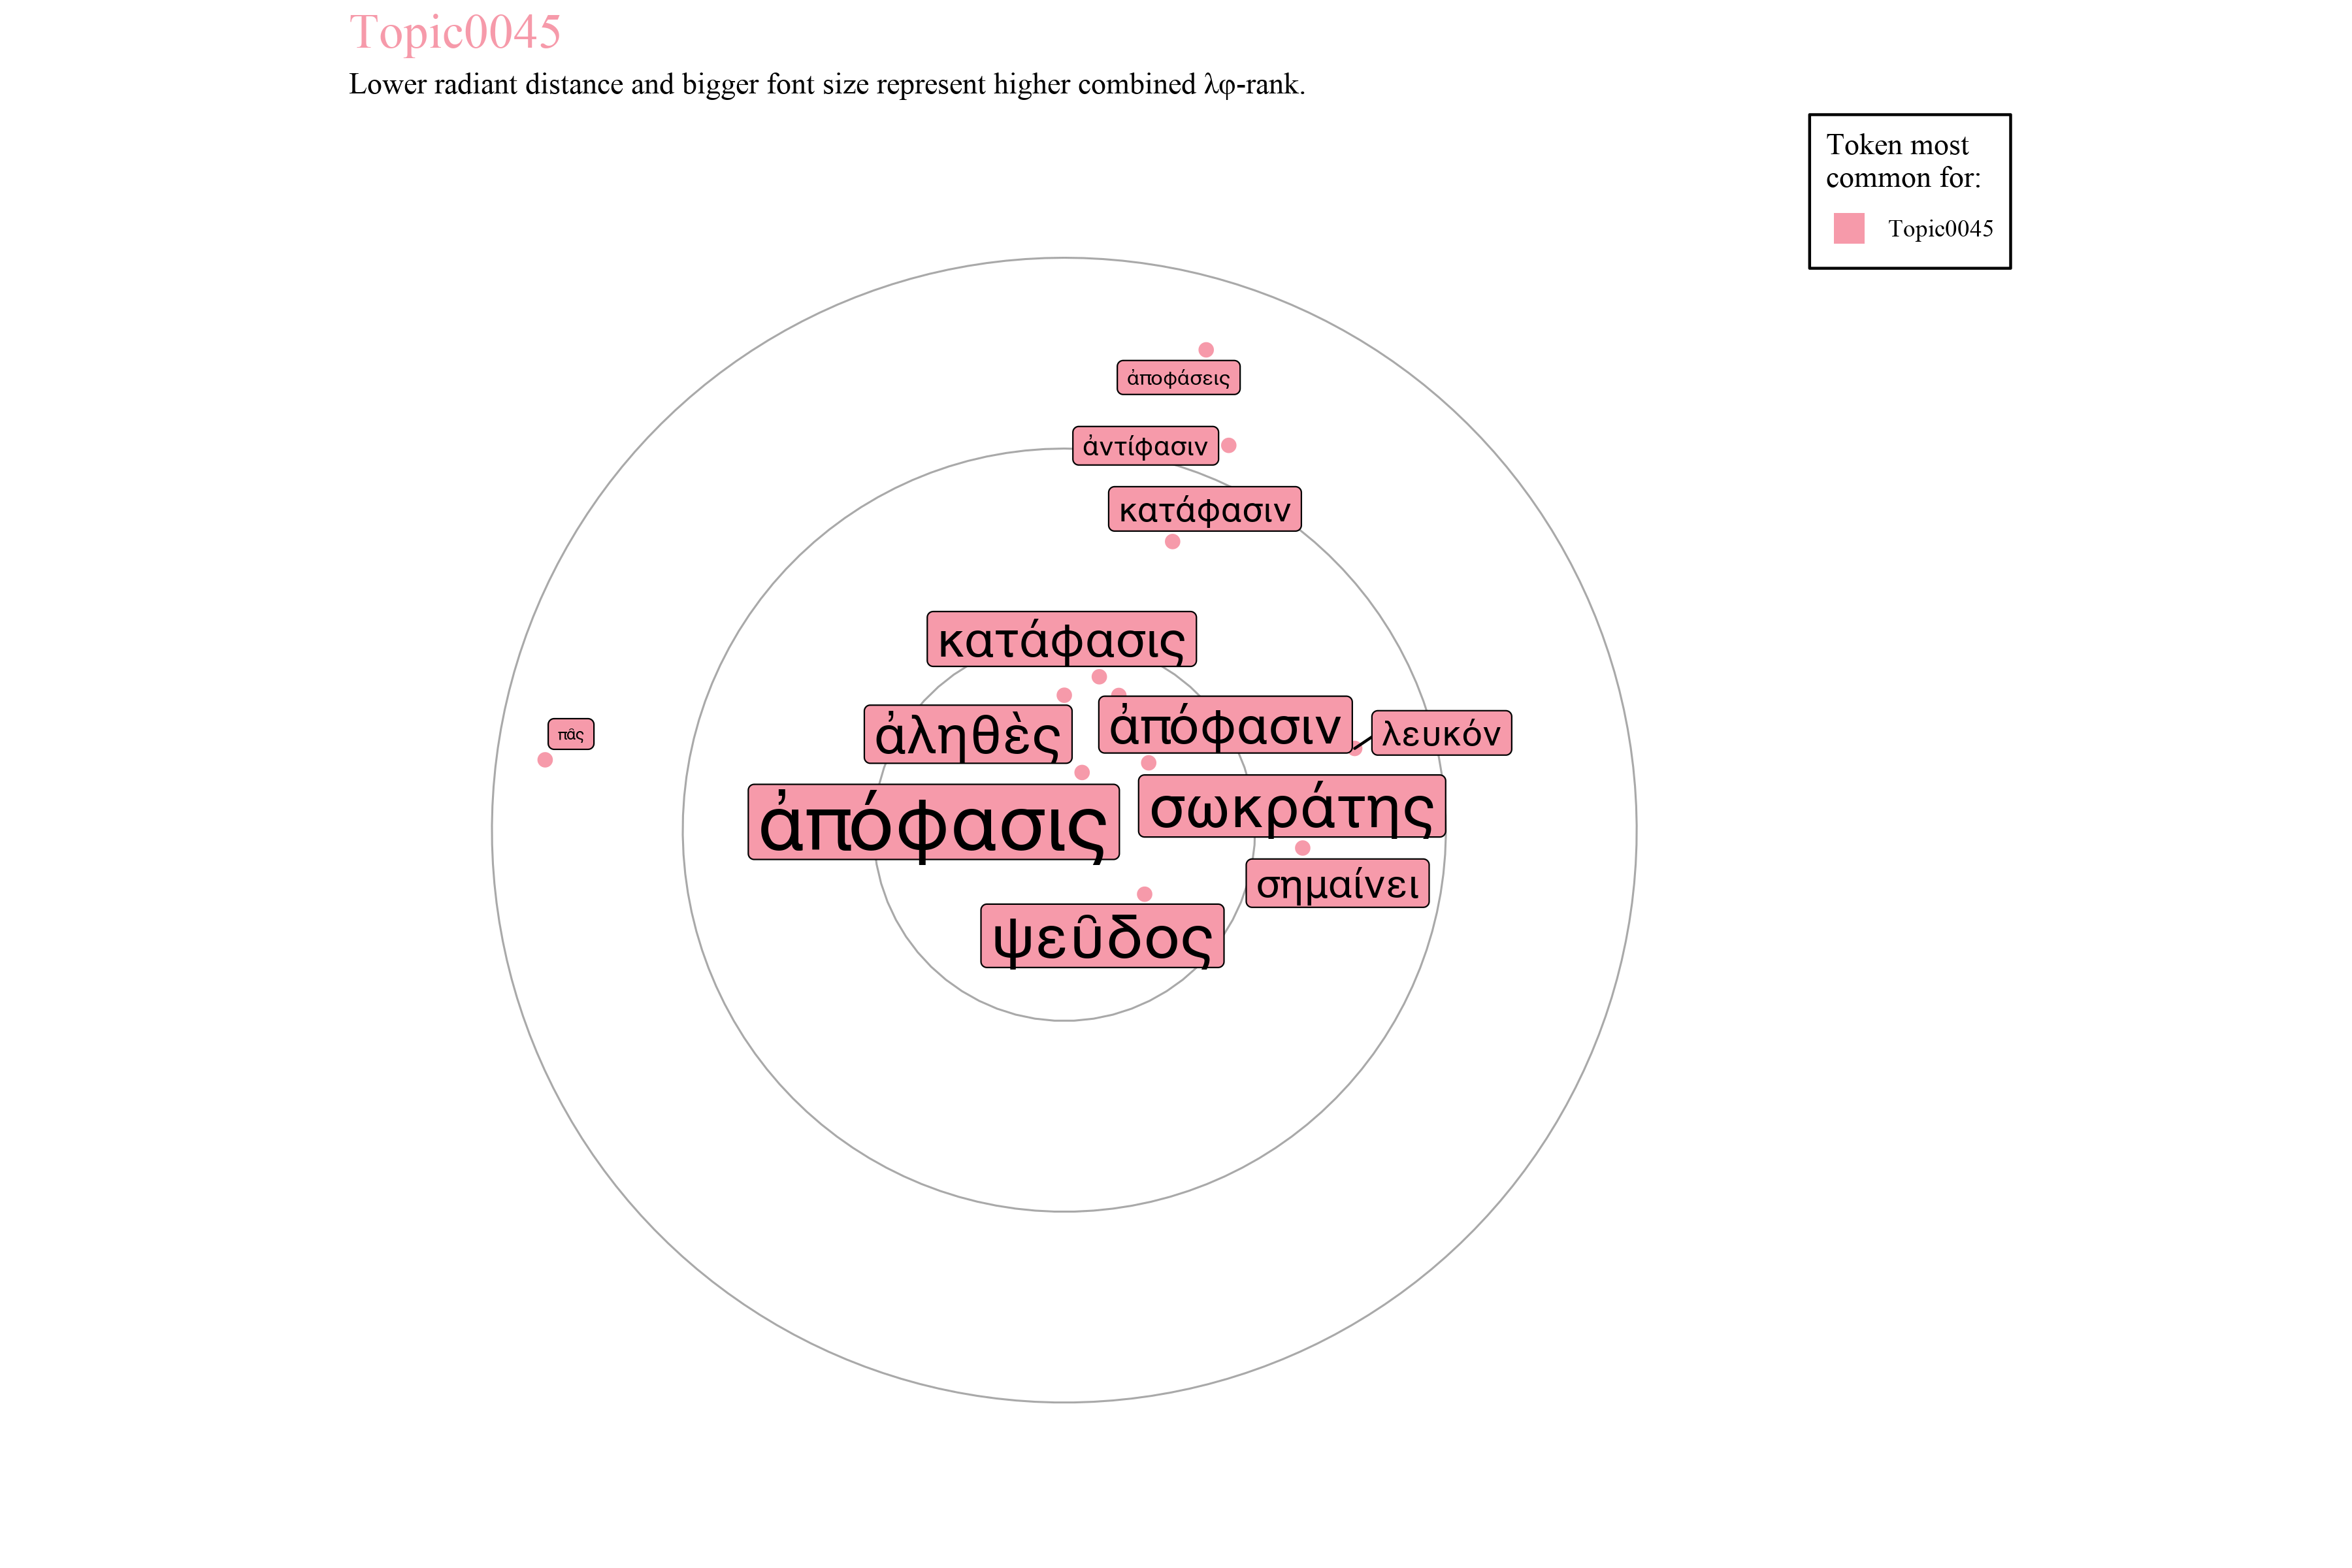 Topic0045
Lower radiant distance and bigger font size represent higher combined λφ-rank.
Token most
common for:
Topic0045
ἀποφάσεις
ἀντίφασιν
κατάφασιν
κατάφασις
ἀπόφασιν
ἀληθὲς
λευκόν
πᾶς
σωκράτης
ἀπόφασις
σημαίνει
ψεῦδος